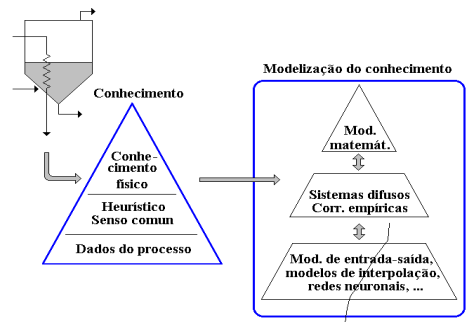 Conhecimento
Conhe-
cimento
físico
Heurístico
Senso comun
Dados do processo
Modelização do conhecimento
Mod.
matemát.
Sistemas difusos
Corr. empíricas
Mod. de entrada-saída,
modelos de interpolação,
redes neuronais, ...